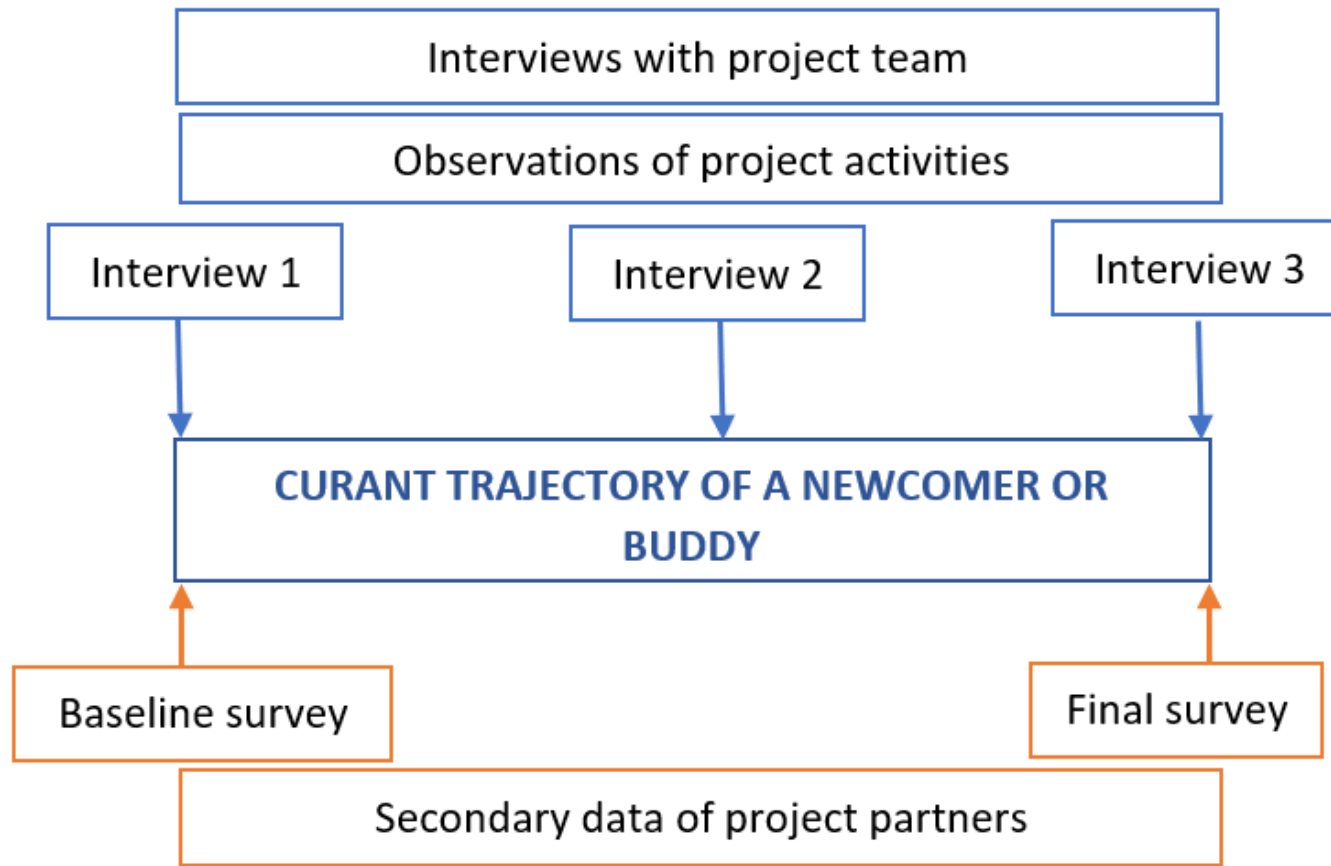 Interviews with project team
Observations of project activities
Interview 1
Interview 2
Interview 3
CURANT TRAJECTORY OF A NEWCOMER OR
BUDDY
Baseline survey
Final survey
Secondary data of project partners